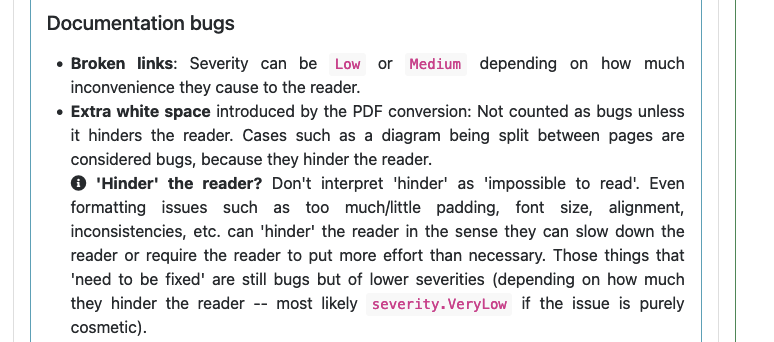 Documentation bugs
• Broken links: Severity can be Low or Medium depending on how much
inconvenience they cause to the reader.
• Extra white space introduced by the PDF conversion: Not counted as bugs unless
it hinders the reader. Cases such as a diagram being split between pages are
considered bugs, because they hinder the reader.
'Hinder' the reader? Don't interpret 'hinder' as 'impossible to read'. Even
formatting issues such as too much/little padding, font size, alignment,
inconsistencies, etc. can 'hinder' the reader in the sense they can slow down the
reader or require the reader to put more effort than necessary. Those things that
'need to be fixed' are still bugs but of lower severities (depending on how much
they hinder the reader -- most likely severity.VeryLow if the issue is purely
cosmetic).